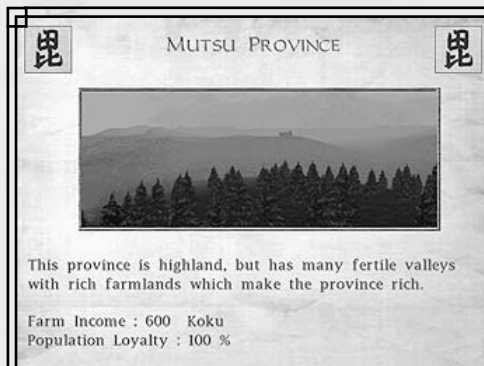 毘 MUTSU PROVINCE 毘
This province is highland, but has many fertile valleys
with rich farmlands which make the province rich.
Farm Income : 600 Koku
Population Loyalty : 100 %